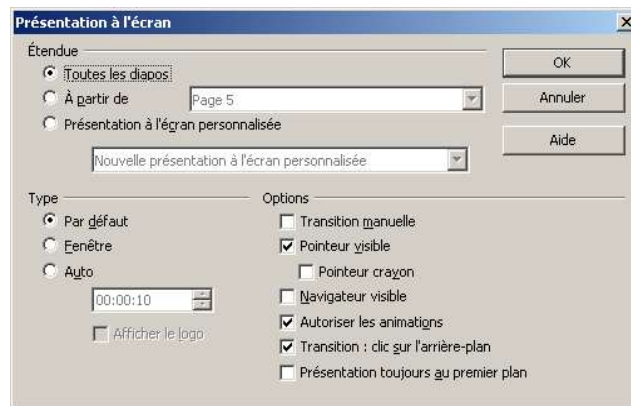 Présentation à l'écran
Étendue
Toutes les diapos
À partir de
Page 5
Présentation à l'écran personnalisée
Nouvelle présentation à l'écran personnalisée
OK
Annuler
Aide
Type
Par défaut
Fenêtre
Auto
00:00:10
Afficher le logo
Options
Transition manuelle
Pointeur visible
Pointeur crayon
Navigateur visible
Autoriser les animations
Transition : clic sur l'arrière-plan
Présentation toujours au premier plan